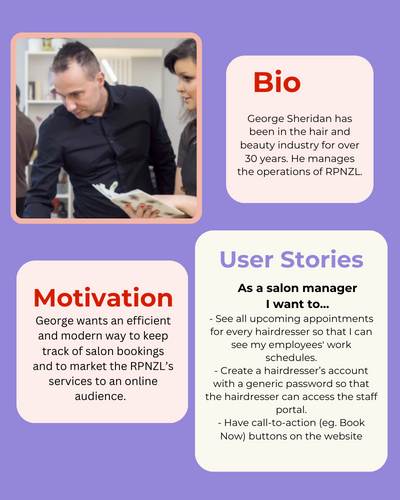 Bio
George Sheridan has
been in the hair and
beauty industry for over
30 years. He manages
the operations of RPNZL.
User Stories
As a salon manager
I want to...
- See all upcoming appointments
for every hairdresser so that I can
see my employees' work
schedules.
- Create a hairdresser's account
with a generic password so that
the hairdresser can access the staff
portal.
- Have call-to-action (eg. Book
Now) buttons on the website
Motivation
George wants an efficient
and modern way to keep
track of salon bookings
and to market the RPNZL's
services to an online
audience.